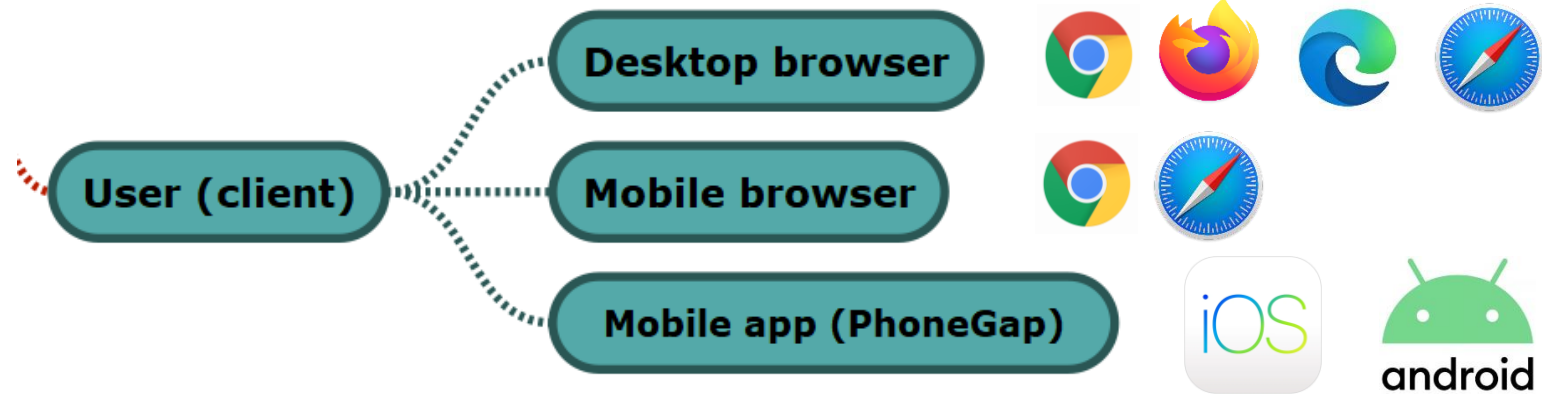 Desktop browser
User (client)
Mobile browser
Mobile app (PhoneGap)
iOS
android